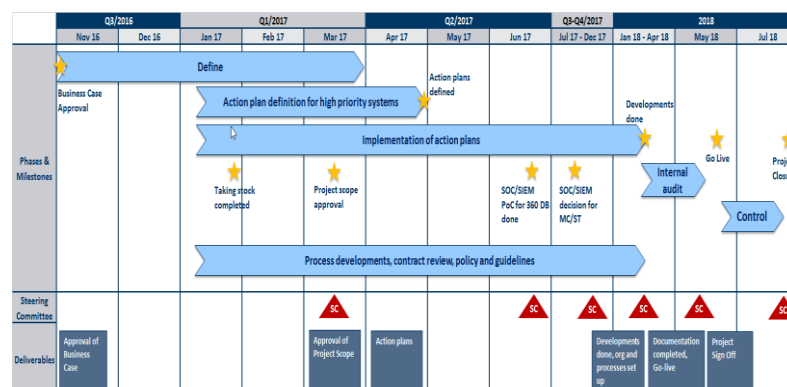 Q3/2016 Q1/2017 Q2/2017 Q3-Q4/2017 2018
Nov 16 Dec 16 Jan 17 Feb 17 Mar 17 Apr 17 May 17 Jun 17 Jul 17 - Dec 17 Jan 18 - Apr 18 May 18 Jul 18
Phases &
Milestones
Define
Business Case
Approval
Action plan definition for high priority systems
Action plans
defined
Implementation of action plans
Developments
done
Taking stock
completed
Project scope
approval
SOC/SIEM
PoC for 360 DB
done
SOC/SIEM
decision for
MC/ST
Internal
audit
Go Live
Proje
Closu
Control
Process developments, contract review, policy and guidelines
Steering
Committee
SC SC SC SC SC SC
Deliverables
Approval of
Business
Case
Approval of
Project Scope
Action plans
Developments
done, org and
processes set
up
Documentation
completed,
Go-live
Project
Sign Off